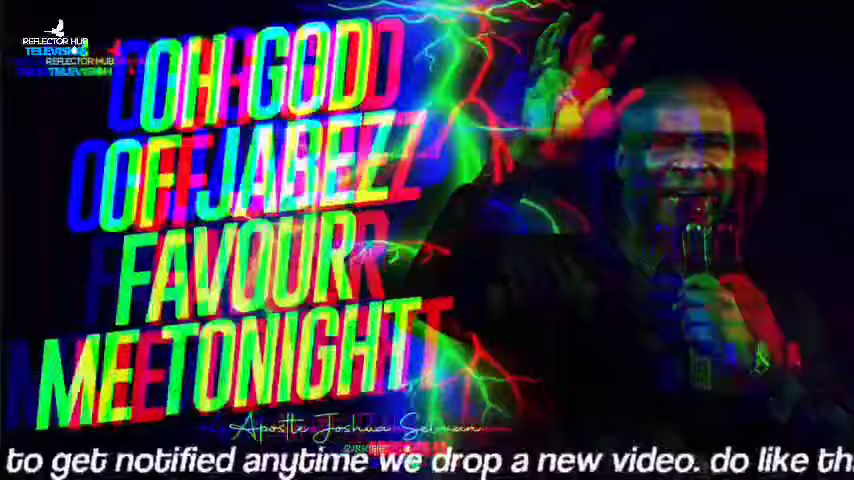 REFLECTOR HUB
TELEVISION
REFLECTOR HUB
TELEVISION
OH GOD
OF JABEZ
FAVOUR
ME TONIGHT
Apostle Joshua Selman
to get notified anytime we drop a new video. do like th